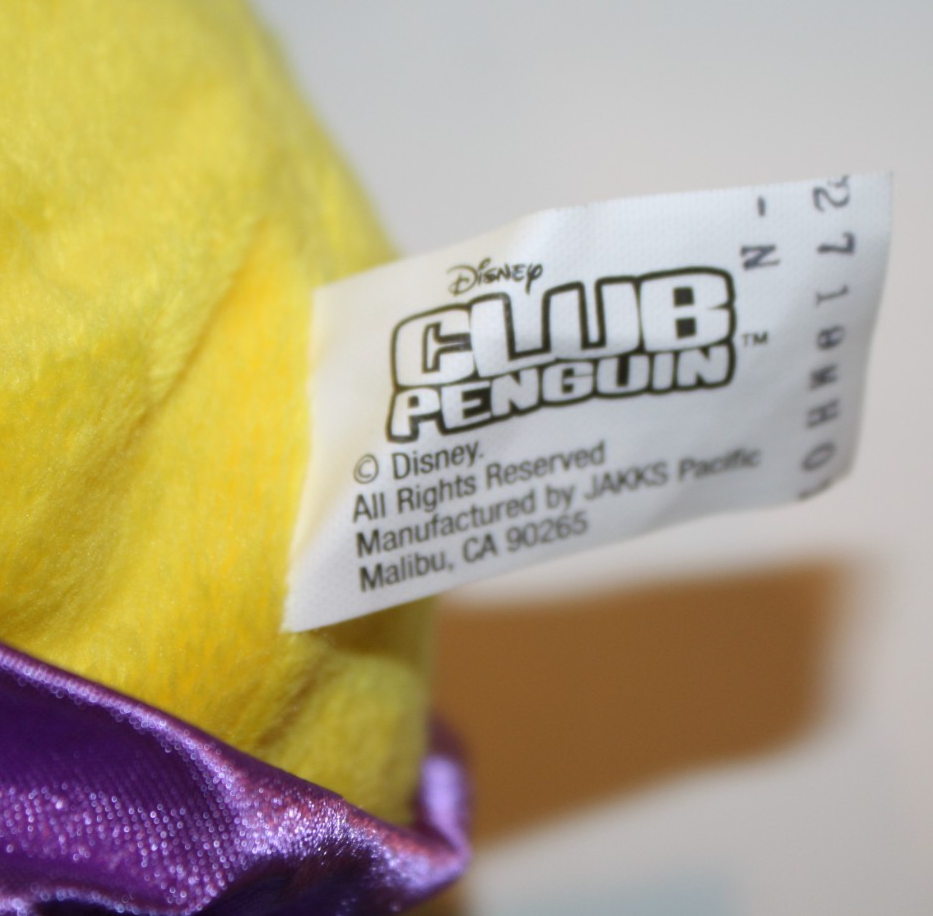 Disney
CLUB
PENGUIN™
© Disney.
All Rights Reserved
Manufactured by JAKKS Pacific
Malibu, CA 90265
- N